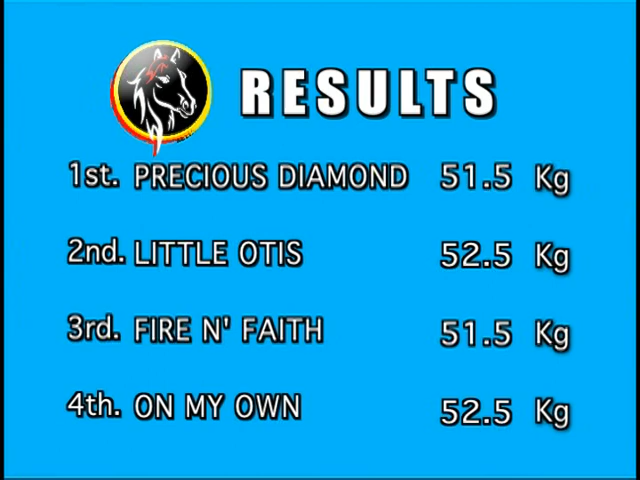 RESULTS
1st. PRECIOUS DIAMOND 51.5 Kg
2nd. LITTLE OTIS 52.5 Kg
3rd. FIRE N' FAITH 51.5 Kg
4th. ON MY OWN 52.5 Kg